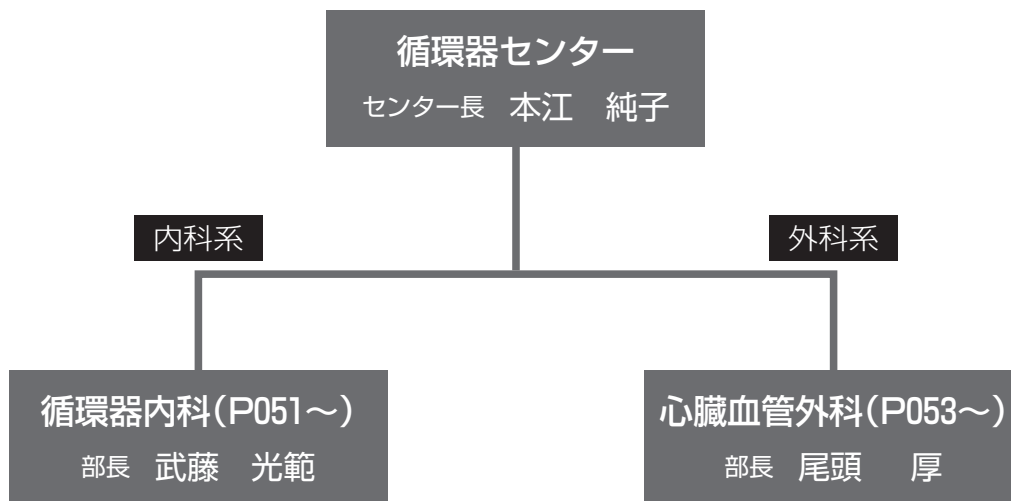 循環器センター
センター長 本江 純子
内科系
外科系
循環器内科(P051～)
部長 武藤 光範
心臓血管外科(P053～)
部長 尾頭 厚